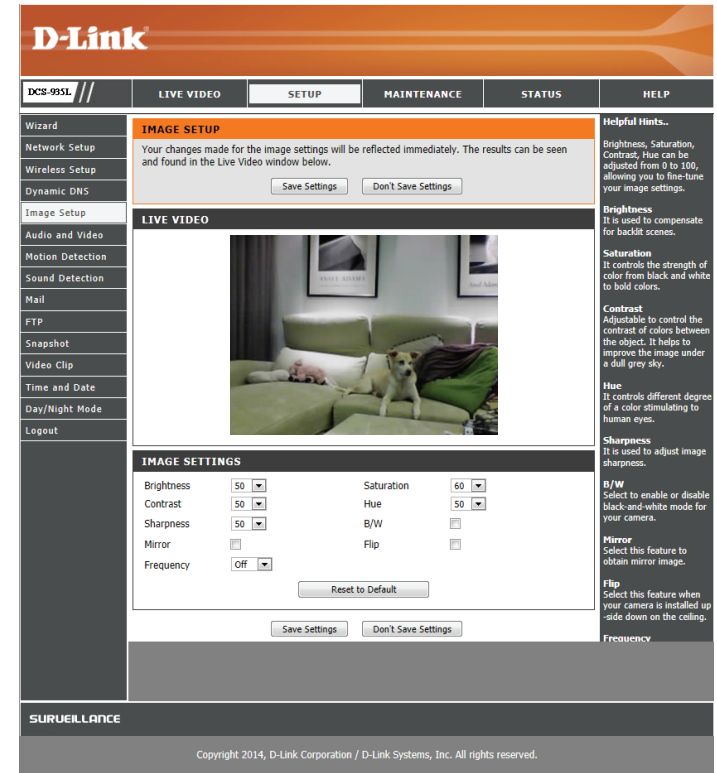 D-Link
DCS-935L
LIVE VIDEO
SETUP
MAINTENANCE
STATUS
HELP
Wizard
Network Setup
Wireless Setup
Dynamic DNS
Image Setup
Audio and Video
Motion Detection
Sound Detection
Mail
FTP
Snapshot
Video Clip
Time and Date
Day/Night Mode
Logout
IMAGE SETUP
Your changes made for the image settings will be reflected immediately. The results can be seen
and found in the Live Video window below.
Save Settings
Don't Save Settings
LIVE VIDEO
ANSEL ADAMS
IMAGE SETTINGS
Brightness 50
Saturation 60
Contrast 50
Hue 50
Sharpness 50
B/W
Mirror
Flip
Frequency Off
Reset to Default
Save Settings
Don't Save Settings
Helpful Hints..
Brightness, Saturation,
Contrast, Hue can be
adjusted from 0 to 100,
allowing you to fine-tune
your image settings.
Brightness
It is used to compensate
for backlit scenes.
Saturation
It controls the strength of
color from black and white
to bold colors.
Contrast
Adjustable to control the
contrast of colors between
the object. It helps to
improve the image under
a dull grey sky.
Hue
It controls different degree
of a color stimulating to
human eyes.
Sharpness
It is used to adjust image
sharpness.
B/W
Select to enable or disable
black-and-white mode for
your camera.
Mirror
Select this feature to
obtain mirror image.
Flip
Select this feature when
your camera is installed up
-side down on the ceiling.
Frequency
SURVEILLANCE
Copyright 2014, D-Link Corporation / D-Link Systems, Inc. All rights reserved.